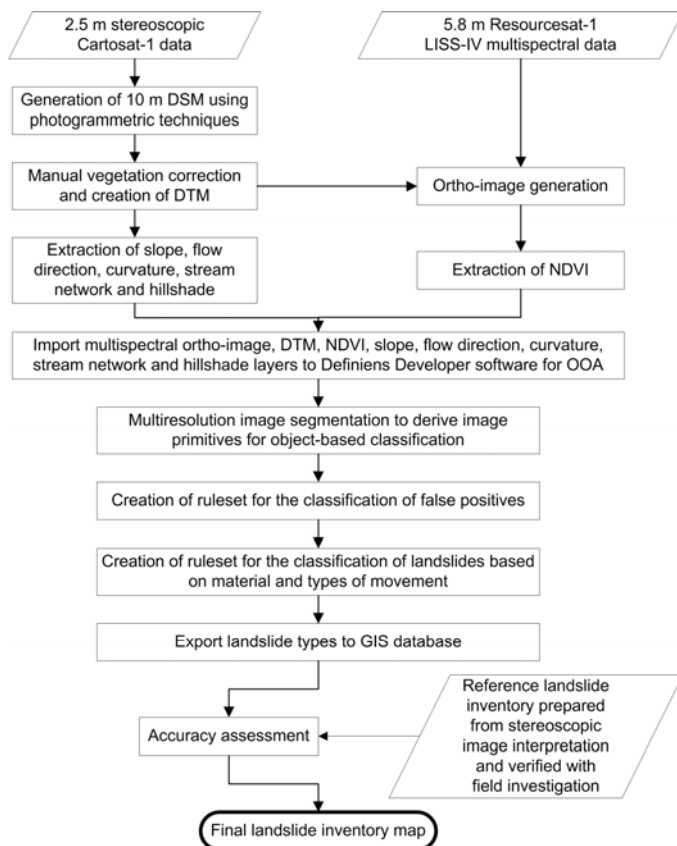 2.5 m stereoscopic
Cartosat-1 data
5.8 m Resourcesat-1
LISS-IV multispectral data
Generation of 10 m DSM using
photogrammetric techniques
Manual vegetation correction
and creation of DTM
Ortho-image generation
Extraction of slope, flow
direction, curvature, stream
network and hillshade
Extraction of NDVI
Import multispectral ortho-image, DTM, NDVI, slope, flow direction, curvature,
stream network and hillshade layers to Definiens Developer software for OOA
Multiresolution image segmentation to derive image
primitives for object-based classification
Creation of ruleset for the classification of false positives
Creation of ruleset for the classification of landslides based
on material and types of movement
Export landslide types to GIS database
Reference landslide
inventory prepared
from stereoscopic
image interpretation
and verified with
field investigation
Accuracy assessment
Final landslide inventory map